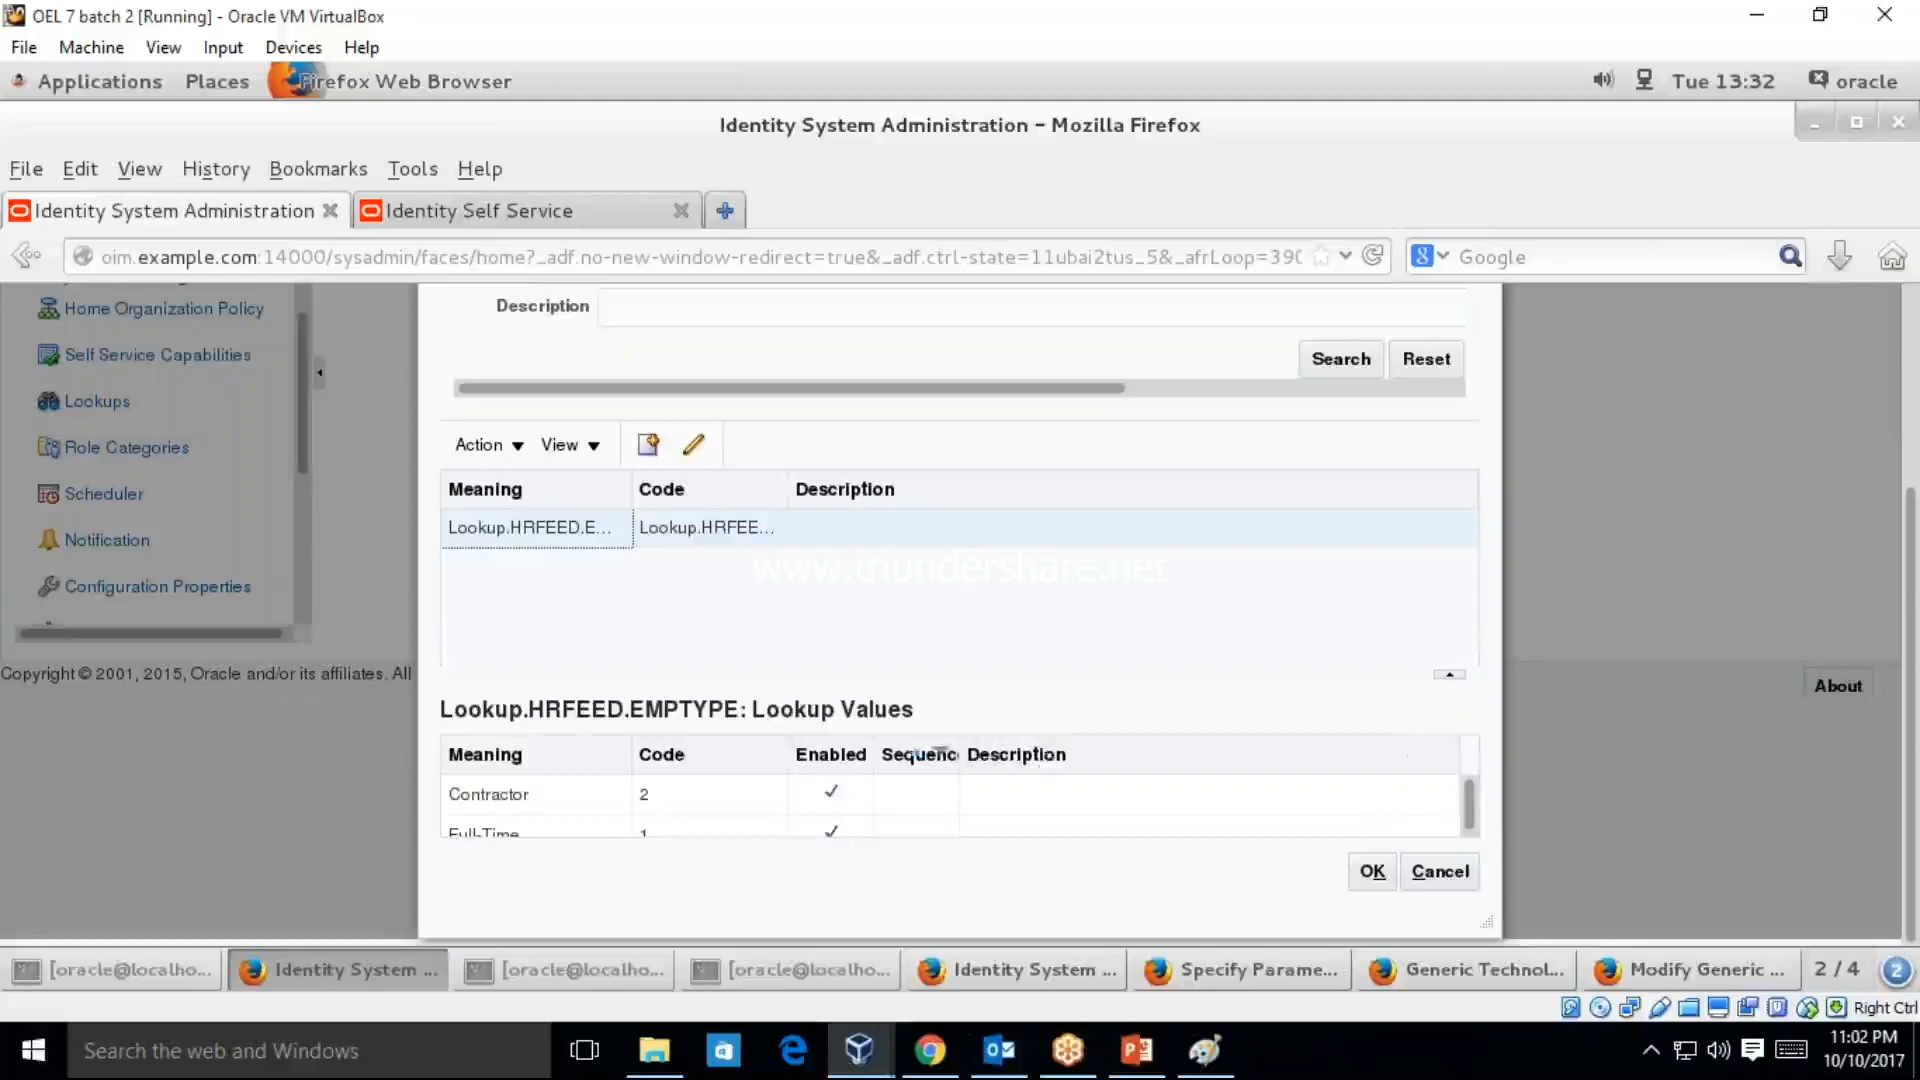 OEL 7 batch 2 [Running] - Oracle VM VirtualBox
File Machine View Input Devices Help
Applications Places Firefox Web Browser Tue 13:32 oracle
Identity System Administration - Mozilla Firefox
File Edit View History Bookmarks Tools Help
Identity System Administration Identity Self Service
oim.example.com:14000/sysadmin/faces/home?_adf.no-new-window-redirect=true&_adf.ctrl-state=11ubai2tus_5&_afrLoop=390 Google
Description
Home Organization Policy
Self Service Capabilities
Search Reset
Lookups
Role Categories
Action View
Scheduler
Meaning Code Description
Lookup.HRFEED.E... Lookup.HRFEE...
Notification
www.thundershare.net
Configuration Properties
Copyright © 2001, 2015, Oracle and/or its affiliates. All
About
Lookup.HRFEED.EMPTYPE: Lookup Values
Meaning Code Enabled Sequenc Description
Contractor 2
Full-Time 1
OK Cancel
[oracle@localho... Identity System ... [oracle@localho... [oracle@localho... Identity System ... Specify Parame... Generic Technol... Modify Generic ... 2 / 4 2
Right Ctrl
Search the web and Windows
11:02 PM
10/10/2017